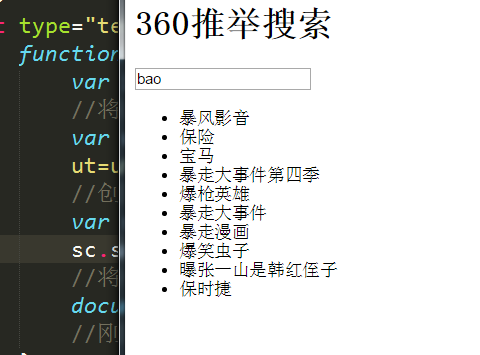 360推举搜索
bao
暴风影音
保险
宝马
暴走大事件第四季
爆枪英雄
暴走大事件
暴走漫画
爆笑虫子
曝张一山是韩红侄子
保时捷
type="te
function
var
//将
var
ut=u
//创
var
sc.s
//将
docu
//刚